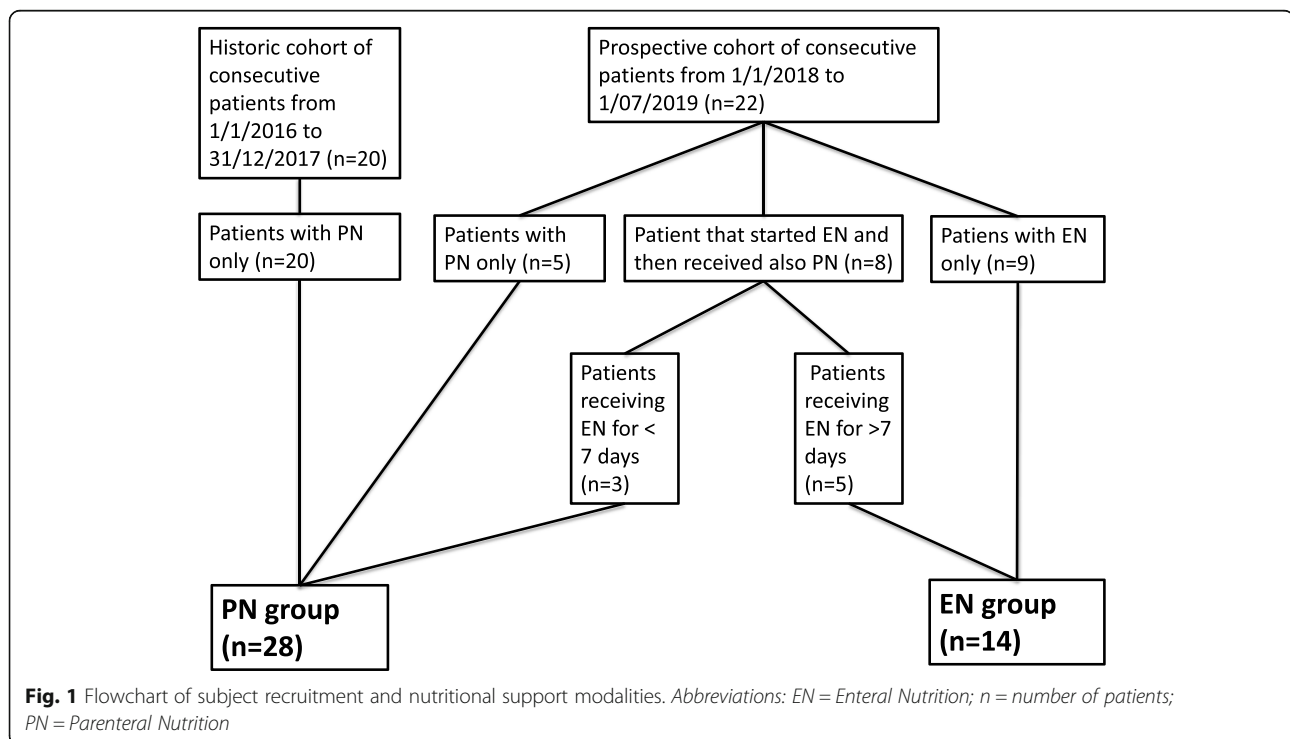 Historic cohort of
consecutive
patients from
1/1/2016 to
31/12/2017 (n=20)
Prospective cohort of consecutive
patients from 1/1/2018 to
1/07/2019 (n=22)
Patients with PN
only (n=20)
Patients with
PN only (n=5)
Patient that started EN and
then received also PN (n=8)
Patiens with EN
only (n=9)
Patients
receiving
EN for <
7 days
(n=3)
Patients
receiving
EN for >7
days
(n=5)
PN group
(n=28)
EN group
(n=14)
Fig. 1 Flowchart of subject recruitment and nutritional support modalities. Abbreviations: EN = Enteral Nutrition; n = number of patients;
PN = Parenteral Nutrition